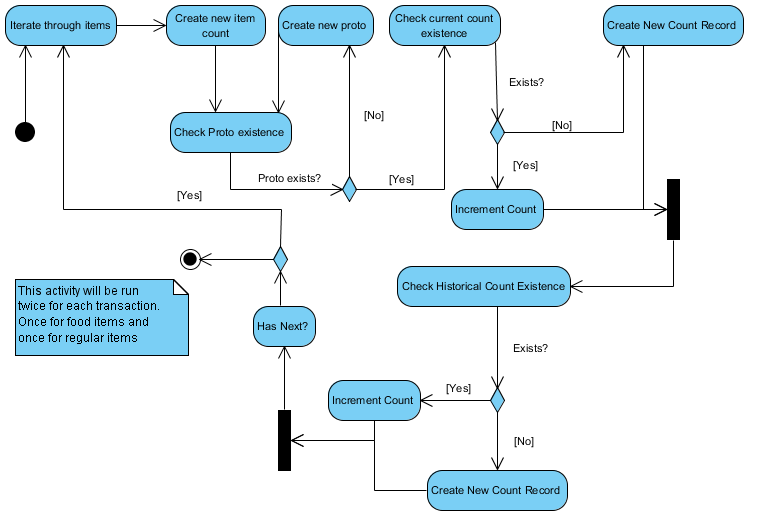 Iterate through items
Create new item
count
Create new proto
Check current count
existence
Create New Count Record
Exists?
[No]
[No]
Check Proto existence
[Yes]
Proto exists?
[Yes]
[Yes]
Increment Count
This activity will be run
twice for each transaction.
Once for food items and
once for regular items
Check Historical Count Existence
Has Next?
Exists?
[Yes]
Increment Count
[No]
Create New Count Record